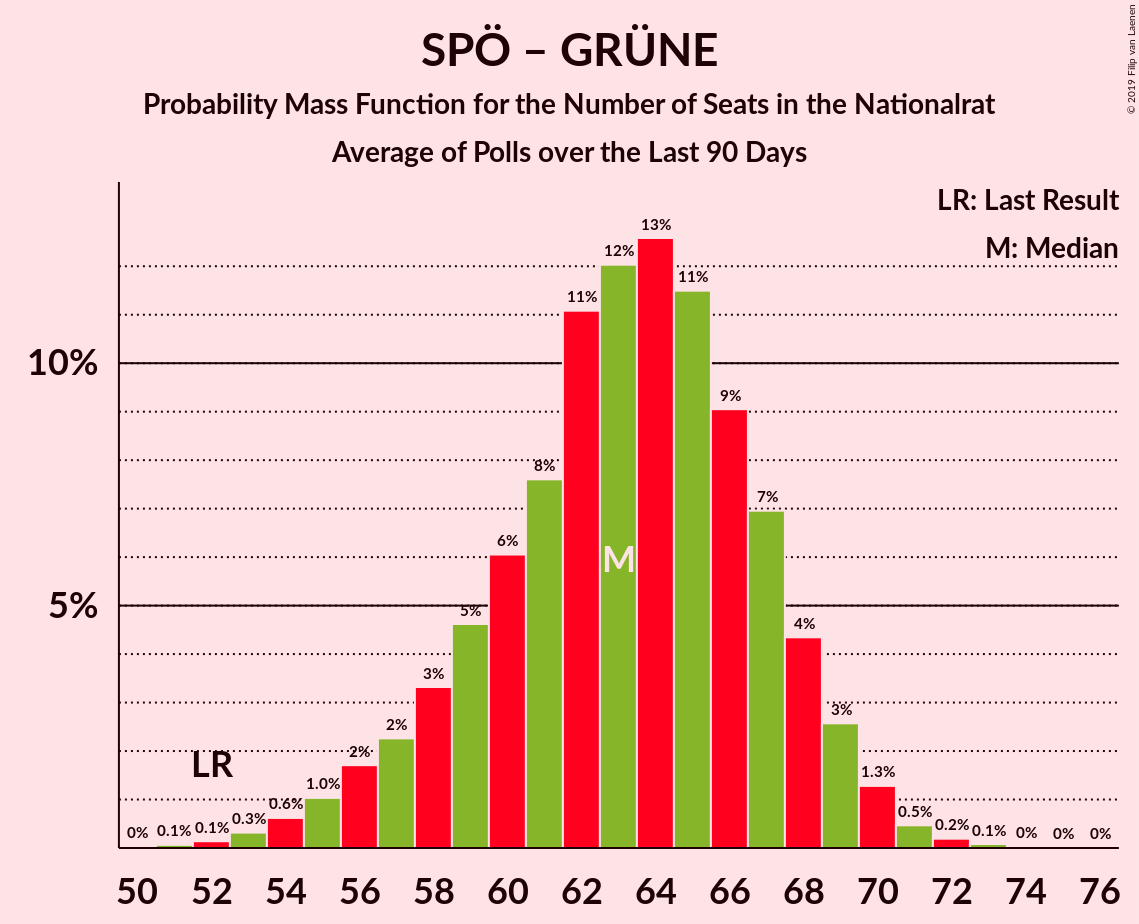 SPÖ – GRÜNE
Probability Mass Function for the Number of Seats in the Nationalrat
Average of Polls over the Last 90 Days
© 2019 Filip van Laenen
LR: Last Result
M: Median
13%
12%
11%
11%
10%
9%
8%
7%
6%
M
5%
5%
4%
3%
3%
2%
LR
2%
1.3%
1.0%
0.6%
0.5%
0.3%
0.2%
0% 0.1% 0.1%
0.1% 0% 0% 0%
50 52 54 56 58 60 62 64 66 68 70 72 74 76